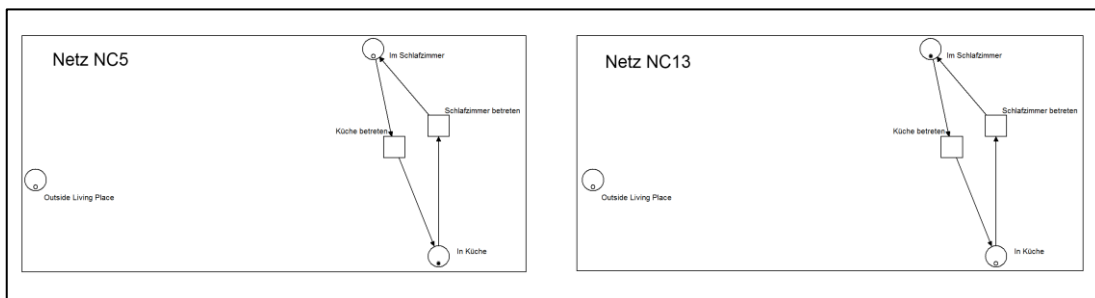 Netz NC5
Im Schlafzimmer
Schlafzimmer betreten
Küche betreten
Outside Living Place
In Küche
Netz NC13
Im Schlafzimmer
Schlafzimmer betreten
Küche betreten
Outside Living Place
In Küche